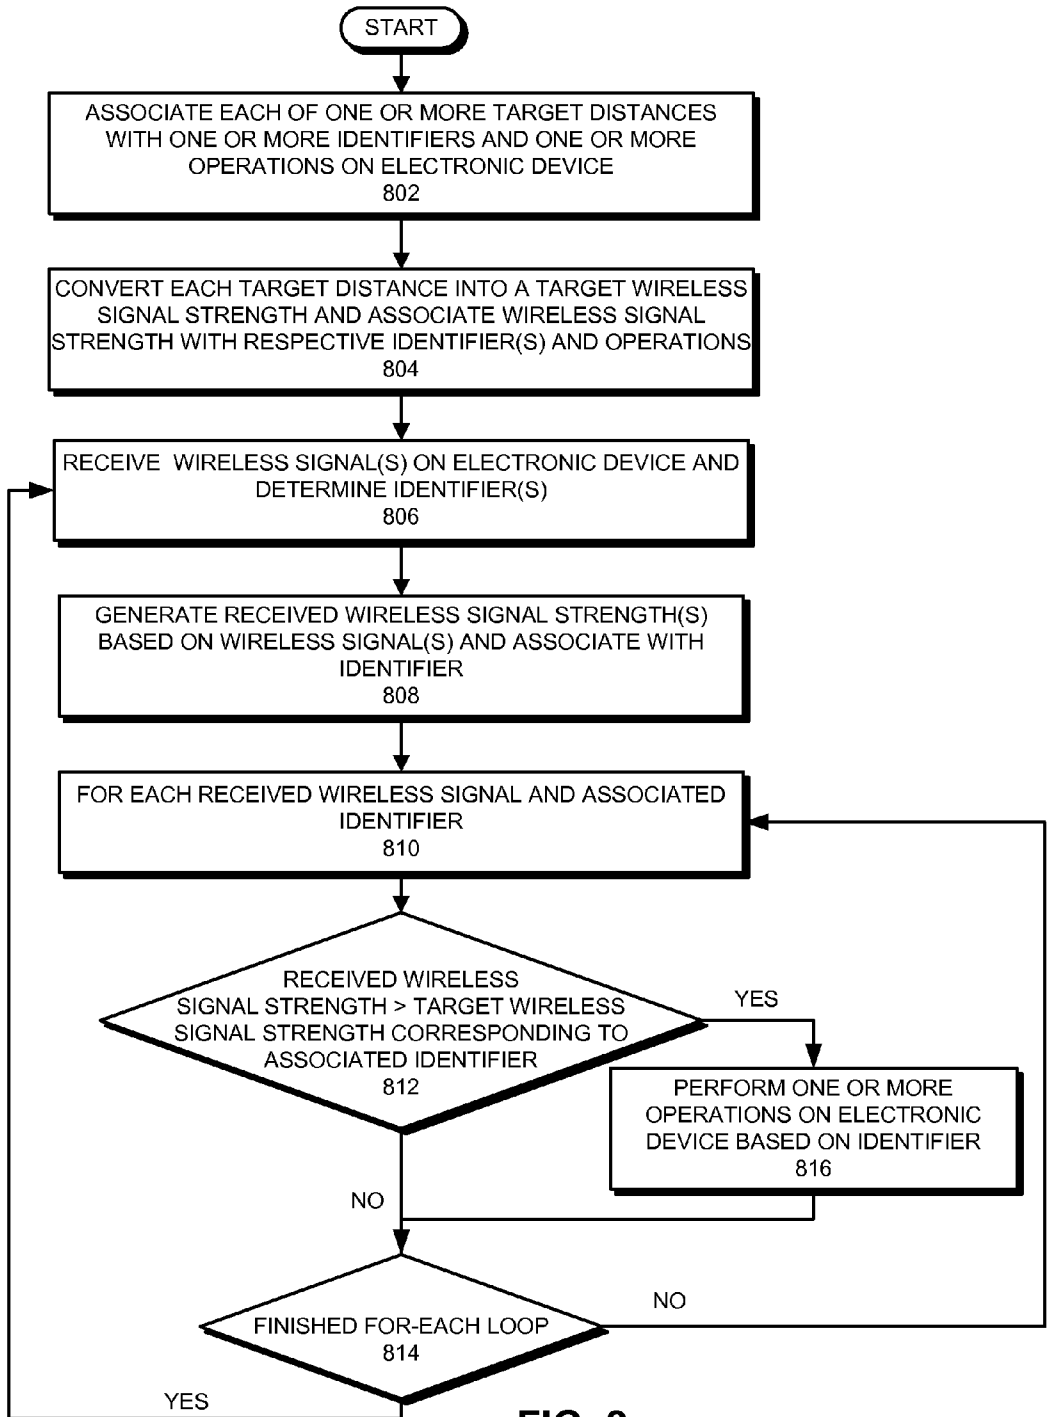 START
ASSOCIATE EACH OF ONE OR MORE TARGET DISTANCES
WITH ONE OR MORE IDENTIFIERS AND ONE OR MORE
OPERATIONS ON ELECTRONIC DEVICE
802
CONVERT EACH TARGET DISTANCE INTO A TARGET WIRELESS
SIGNAL STRENGTH AND ASSOCIATE WIRELESS SIGNAL
STRENGTH WITH RESPECTIVE IDENTIFIER(S) AND OPERATIONS
804
RECEIVE WIRELESS SIGNAL(S) ON ELECTRONIC DEVICE AND
DETERMINE IDENTIFIER(S)
806
GENERATE RECEIVED WIRELESS SIGNAL STRENGTH(S)
BASED ON WIRELESS SIGNAL(S) AND ASSOCIATE WITH
IDENTIFIER
808
FOR EACH RECEIVED WIRELESS SIGNAL AND ASSOCIATED
IDENTIFIER
810
RECEIVED WIRELESS
SIGNAL STRENGTH > TARGET WIRELESS
SIGNAL STRENGTH CORRESPONDING TO
ASSOCIATED IDENTIFIER
812
YES
PERFORM ONE OR MORE
OPERATIONS ON ELECTRONIC
DEVICE BASED ON IDENTIFIER
816
NO
FINISHED FOR-EACH LOOP
814
NO
YES
FIG.